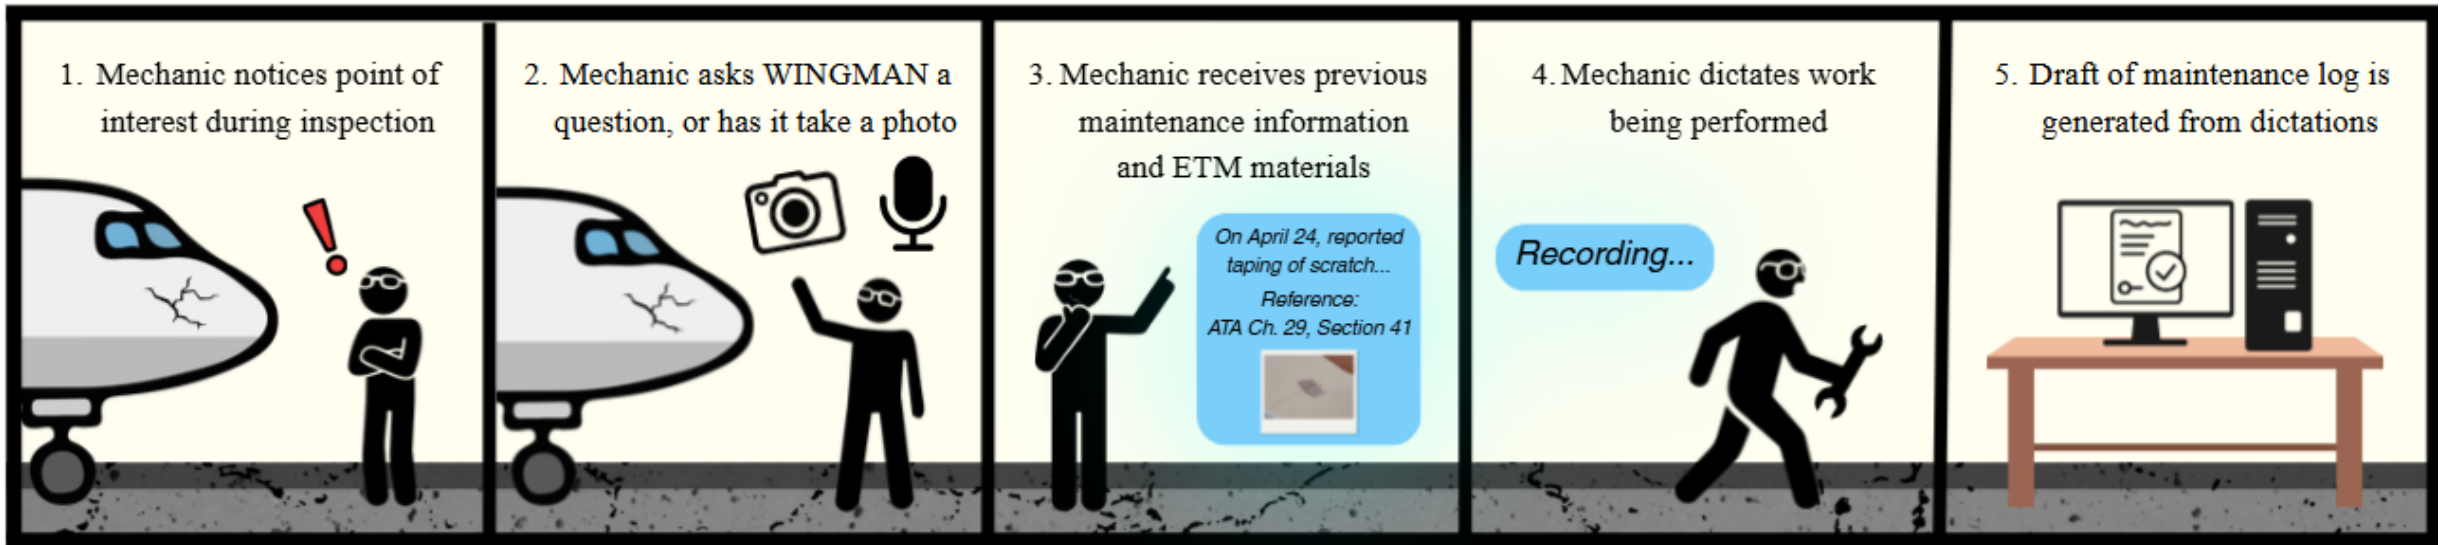 1. Mechanic notices point of
interest during inspection
2. Mechanic asks WINGMAN a
question, or has it take a photo
3. Mechanic receives previous
maintenance information
and ETM materials
On April 24, reported
taping of scratch...
Reference:
ATA Ch. 29, Section 41
4. Mechanic dictates work
being performed
Recording...
5. Draft of maintenance log is
generated from dictations